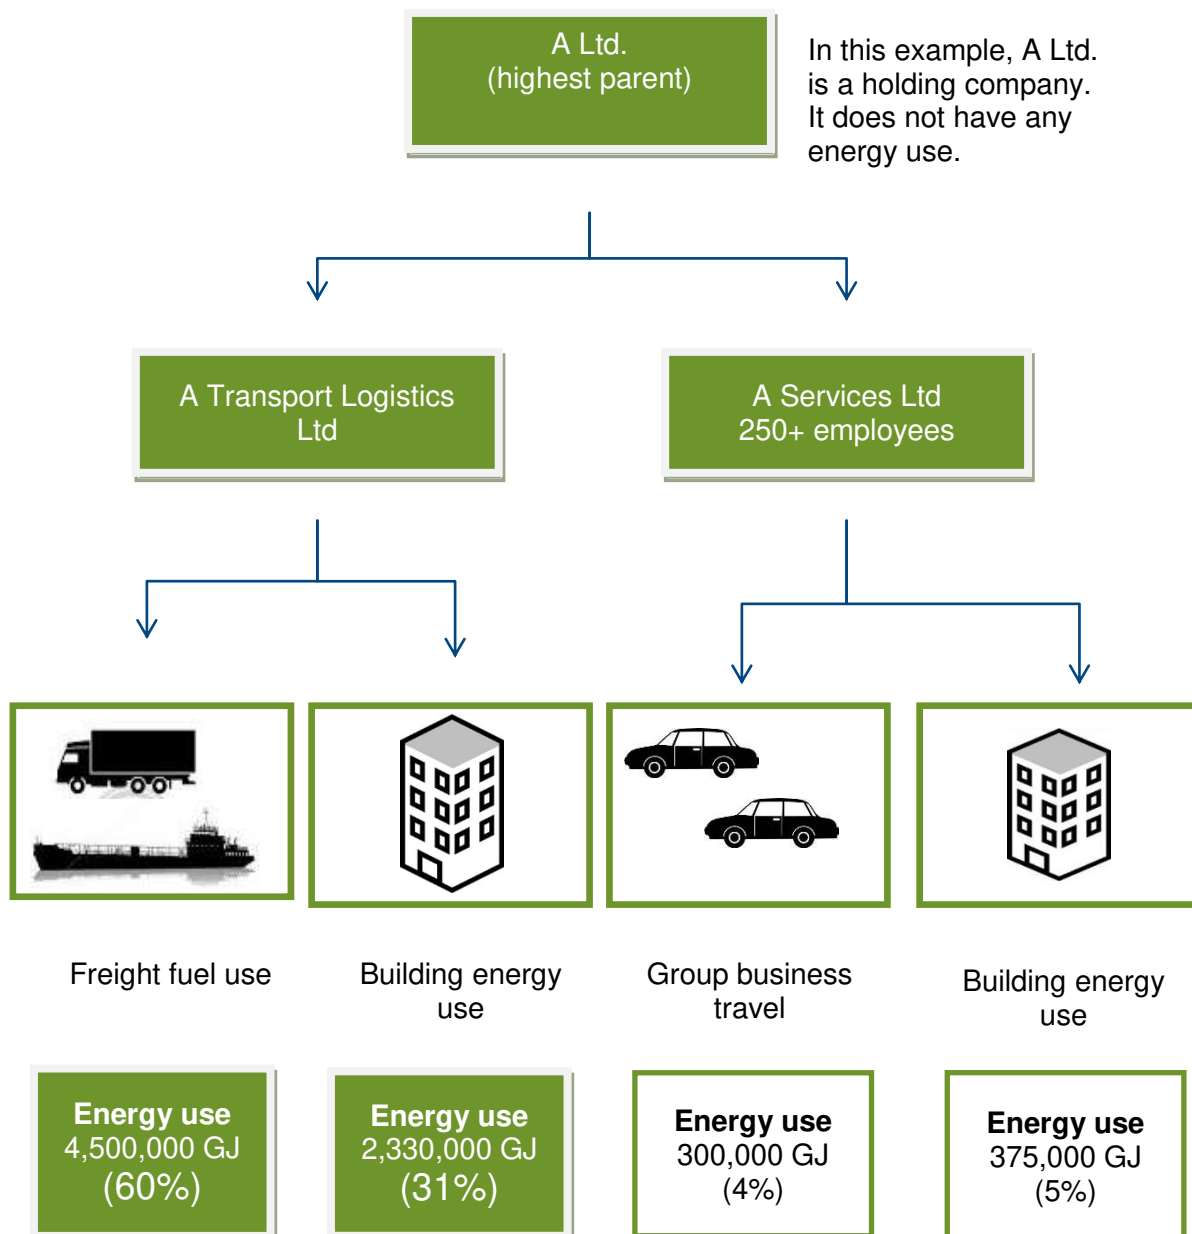 A Ltd.
(highest parent)
In this example, A Ltd.
is a holding company.
It does not have any
energy use.
A Transport Logistics
Ltd
A Services Ltd
250+ employees
Freight fuel use
Building energy
use
Group business
travel
Building energy
use
Energy use
4,500,000 GJ
(60%)
Energy use
2,330,000 GJ
(31%)
Energy use
300,000 GJ
(4%)
Energy use
375,000 GJ
(5%)